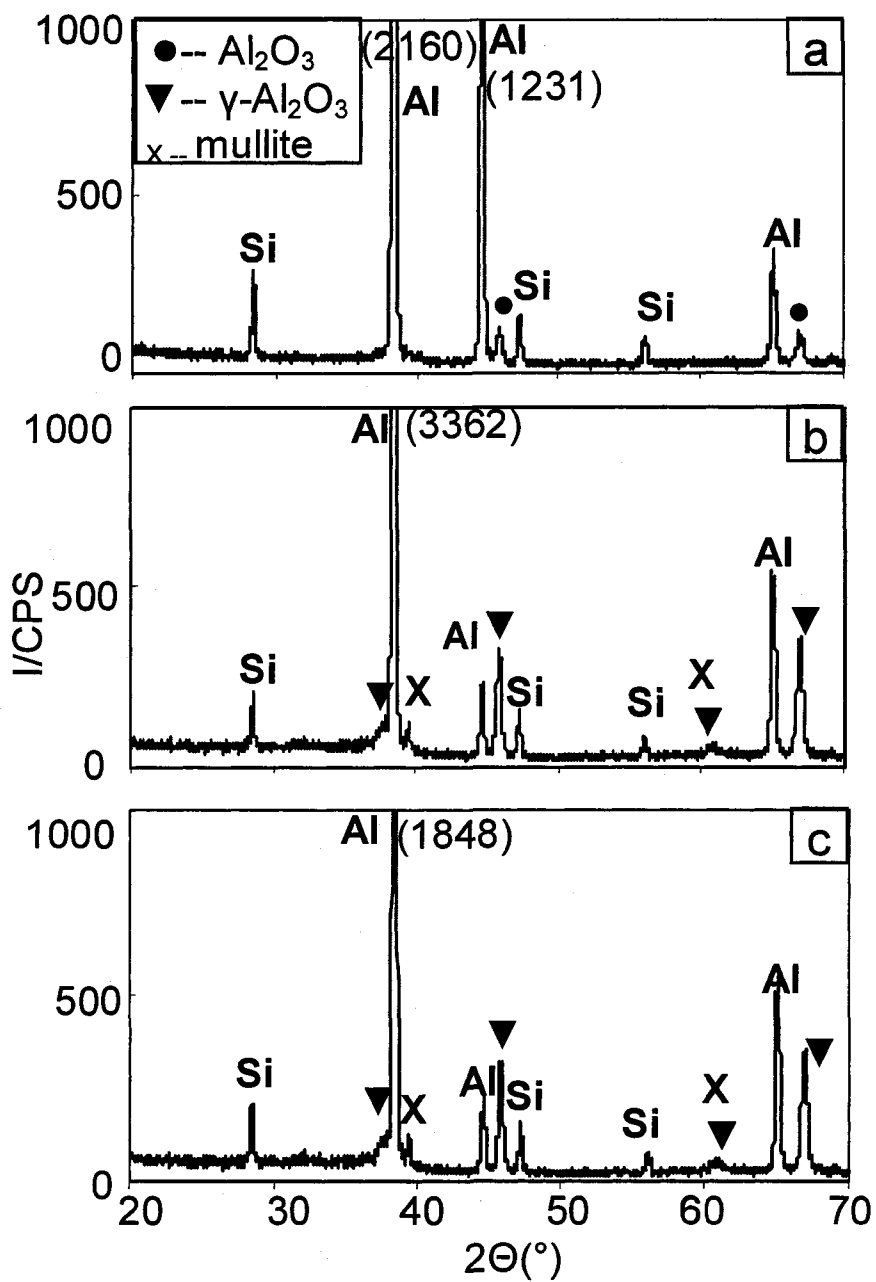 1000
●-- Al₂O₃
▼-- γ-Al₂O₃
x -- mullite
(2160)
Al
Al
(1231)
a
500
Si
Si
Si
Al
0
1000
Al (3362)
b
500
Al
Al
Si
X
Si
Si
X
0
I/CPS
1000
Al (1848)
c
500
Al
Si
X
Al
Si
Si
X
0
20 30 40 50 60 70
2Θ(°)